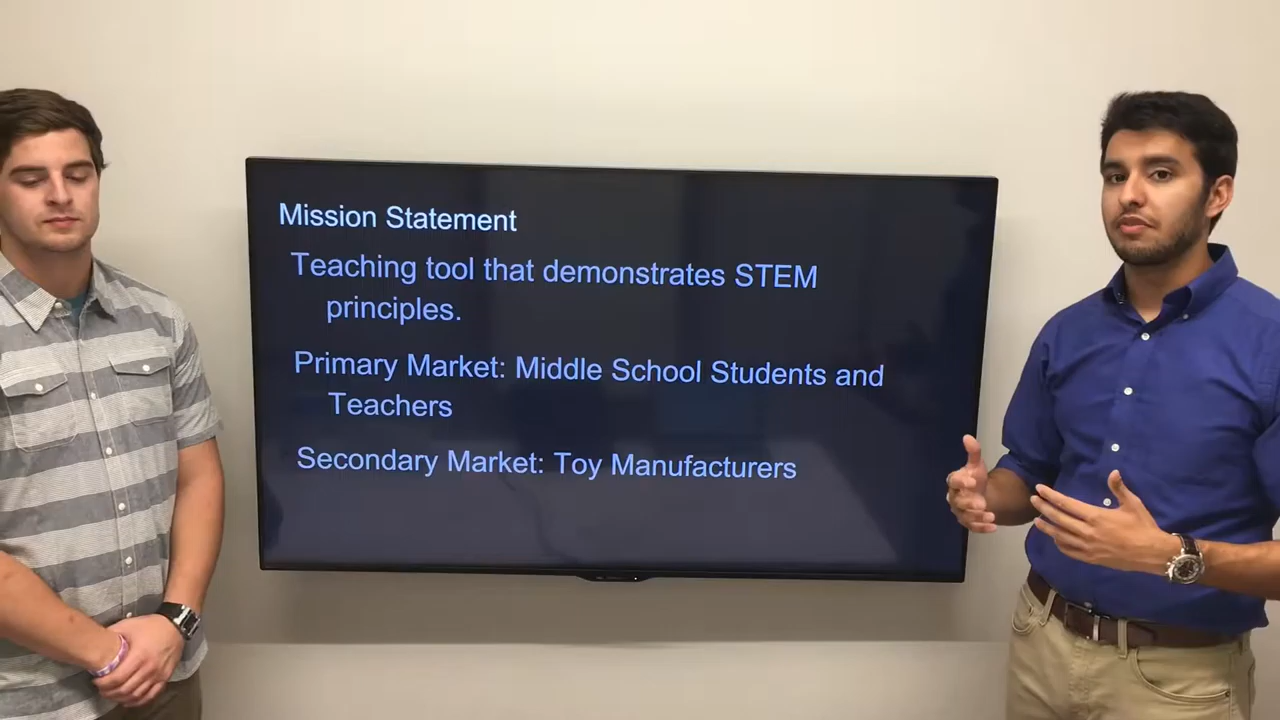 Mission Statement
Teaching tool that demonstrates STEM
principles.
Primary Market: Middle School Students and
Teachers
Secondary Market: Toy Manufacturers